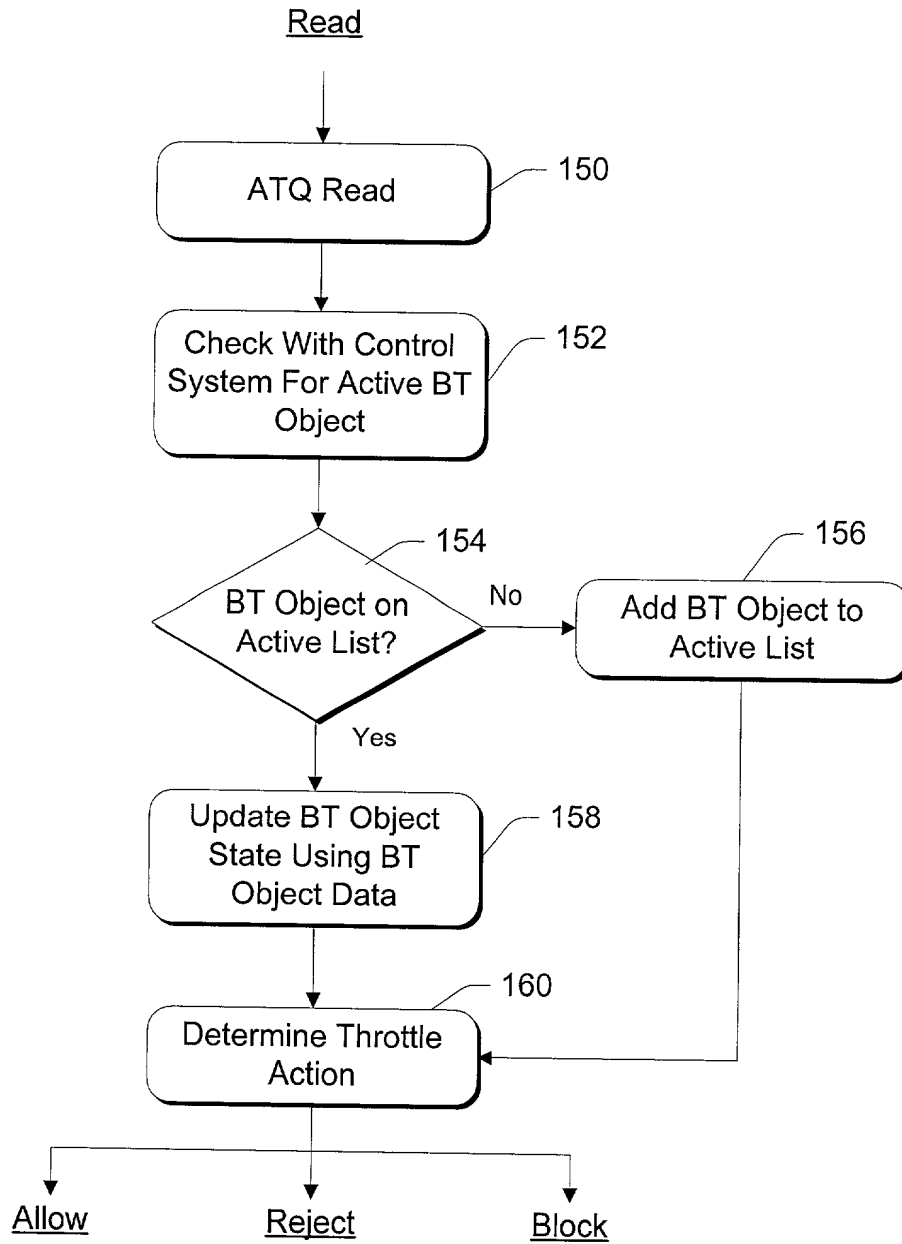 Read
ATQ Read
150
Check With Control
System For Active BT
Object
152
154
BT Object on
Active List?
No
156
Add BT Object to
Active List
Yes
Update BT Object
State Using BT
Object Data
158
160
Determine Throttle
Action
Allow
Reject
Block